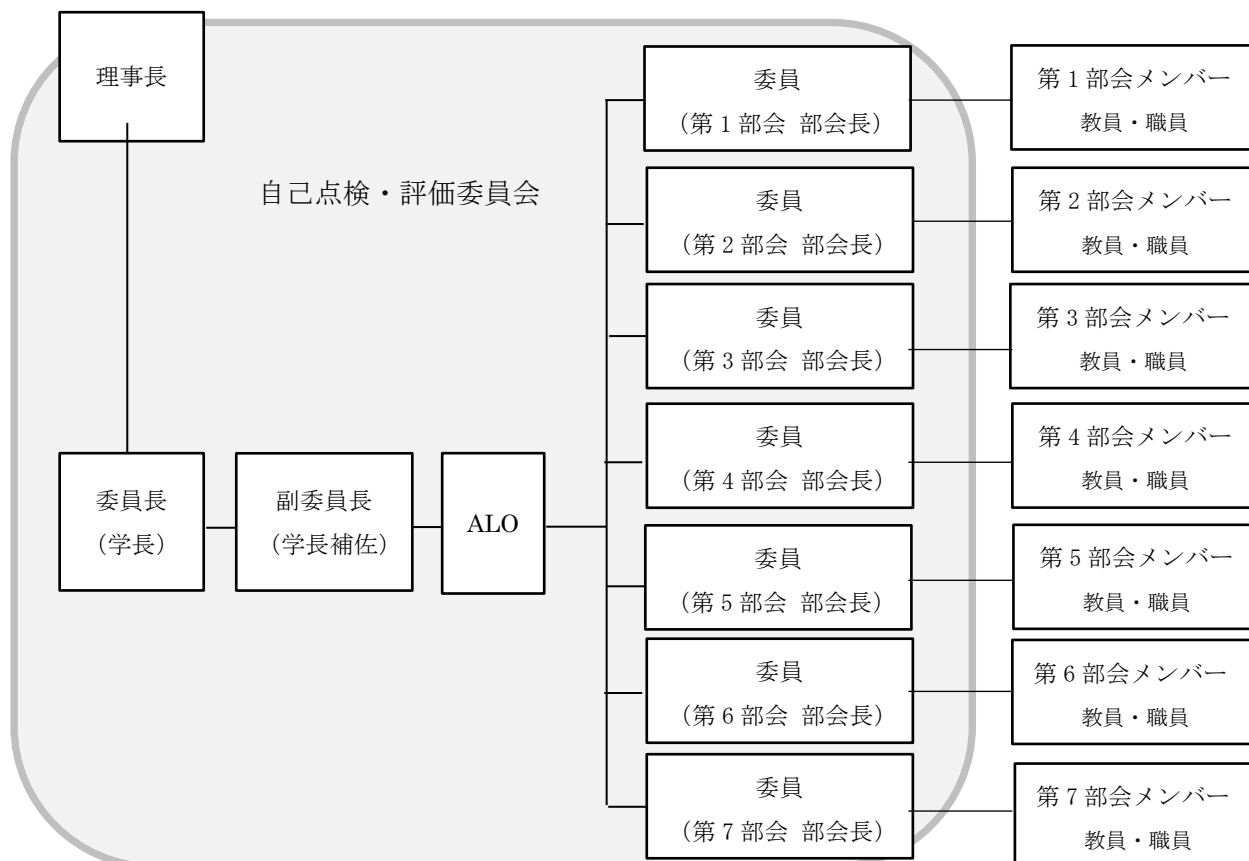 理事長
自己点検・評価委員会
委員長
（学長）
副委員長
（学長補佐）
ALO
委員
（第１部会 部会長）
第１部会メンバー
教員・職員
委員
（第２部会 部会長）
第２部会メンバー
教員・職員
委員
（第３部会 部会長）
第３部会メンバー
教員・職員
委員
（第４部会 部会長）
第４部会メンバー
教員・職員
委員
（第５部会 部会長）
第５部会メンバー
教員・職員
委員
（第６部会 部会長）
第６部会メンバー
教員・職員
委員
（第７部会 部会長）
第７部会メンバー
教員・職員